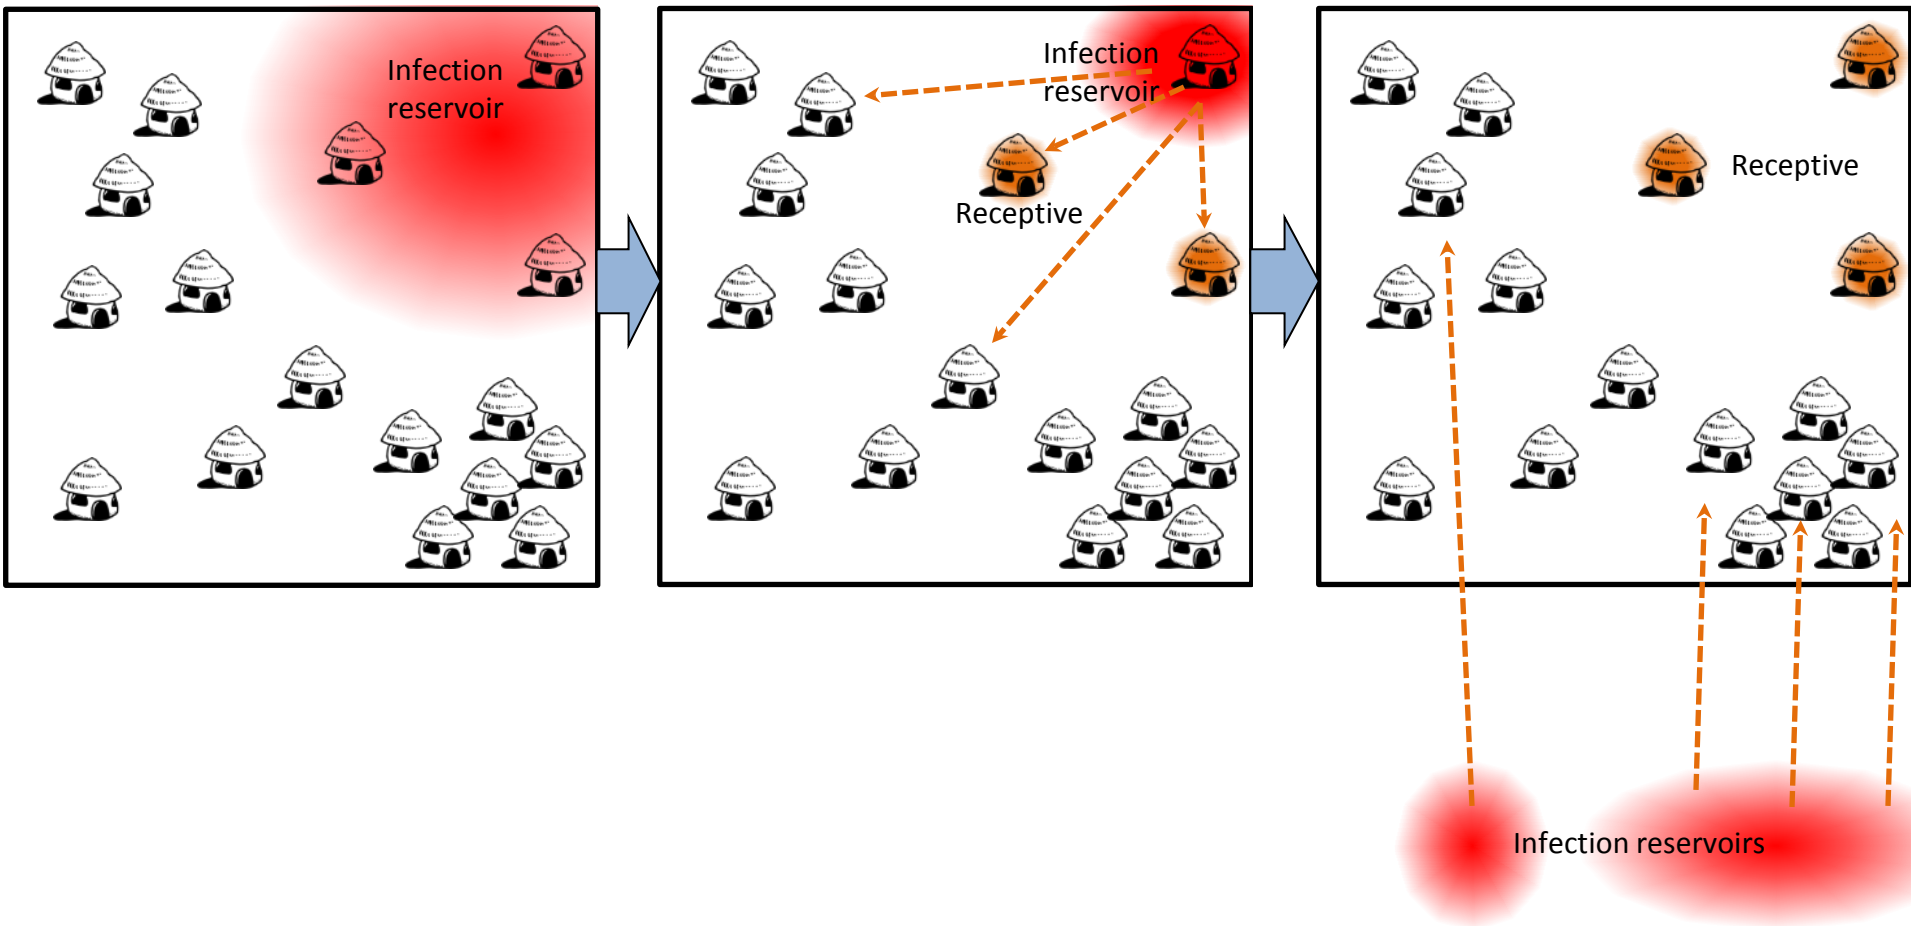 Infection
reservoir
Infection
reservoir
Receptive
Receptive
Infection reservoirs